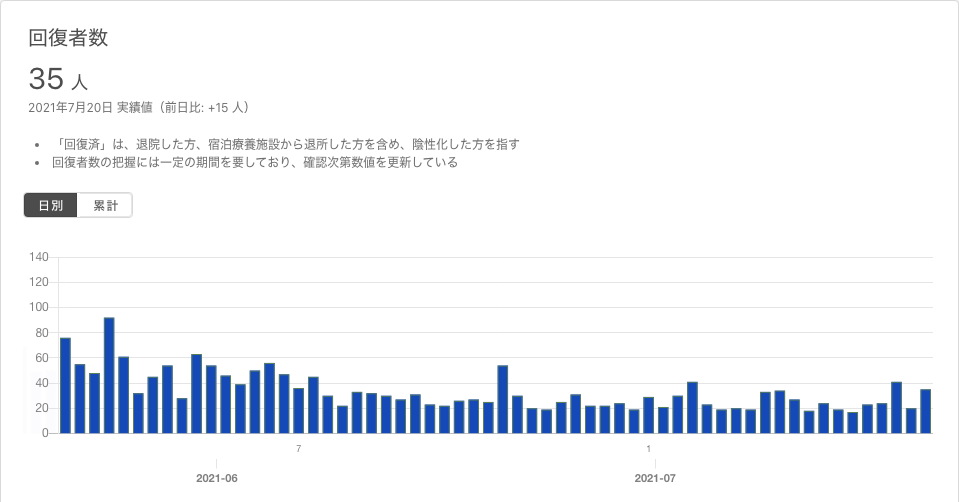 回復者数
35 人
2021年7月20日 実績値（前日比: +15 人）
• 「回復済」は、退院した方、宿泊療養施設から退所した方を含め、陰性化した方を指す
• 回復者数の把握には一定の期間を要しており、確認次第数値を更新している
日別 累計
140
120
100
80
60
40
20
0
7 1
2021-06 2021-07